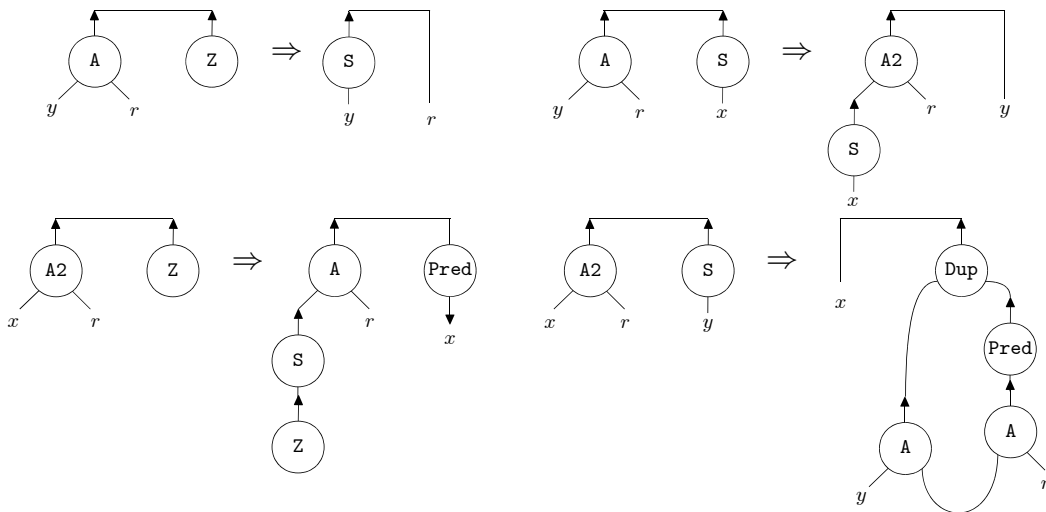 A Z ⇒ S
y r y r
A S ⇒ A2
y r x r y
S
x
A2 Z ⇒ A Pred
x r r x
S
Z
A2 S ⇒ Dup
x r y x
Pred
A A
y r